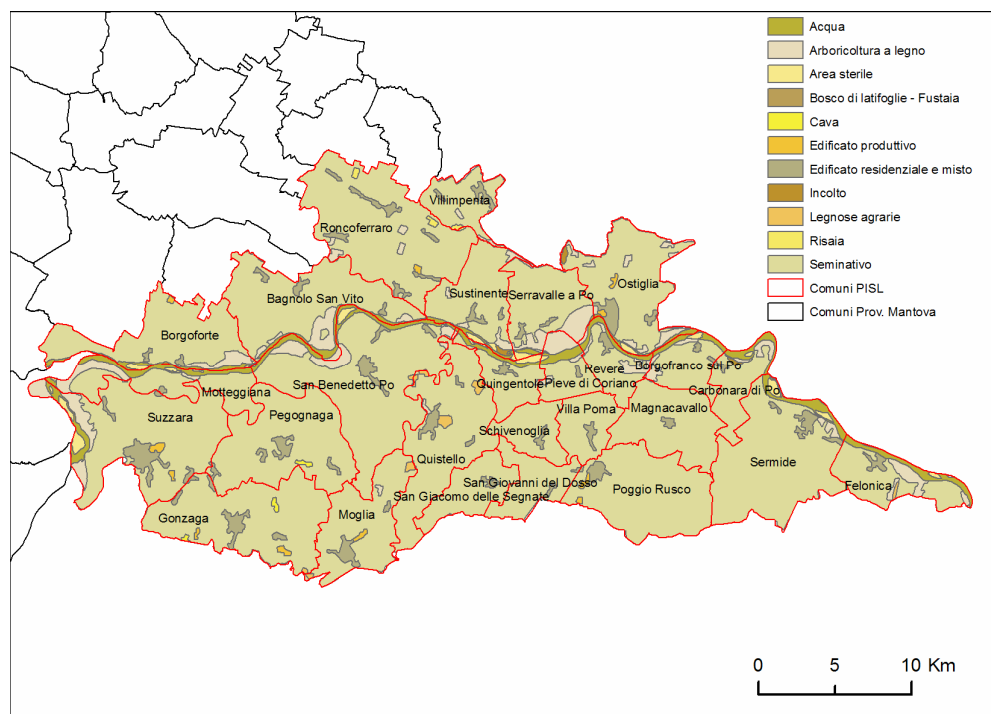 Acqua
Arboricoltura a legno
Area sterile
Bosco di latifoglie - Fustaia
Cava
Edificato produttivo
Edificato residenziale e misto
Incolto
Legnose agrarie
Risaia
Seminativo
Comuni PISL
Comuni Prov. Mantova
Villimpenta
Roncoferraro
Ostiglia
Bagnolo San Vito
Sustinente
Serravalle a Po
Borgoforte
Revere
Borgofranco sul Po
Motteggiana
San Benedetto Po
Quingentole
Pieve di Coriano
Carbonara di Po
Suzzara
Pegognaga
Villa Poma
Magnacavallo
Schivenoglia
Quistello
Sermide
San Giovanni del Dosso
Felonica
San Giacomo delle Segnate
Poggio Rusco
Gonzaga
Moglia
0 5 10 Km